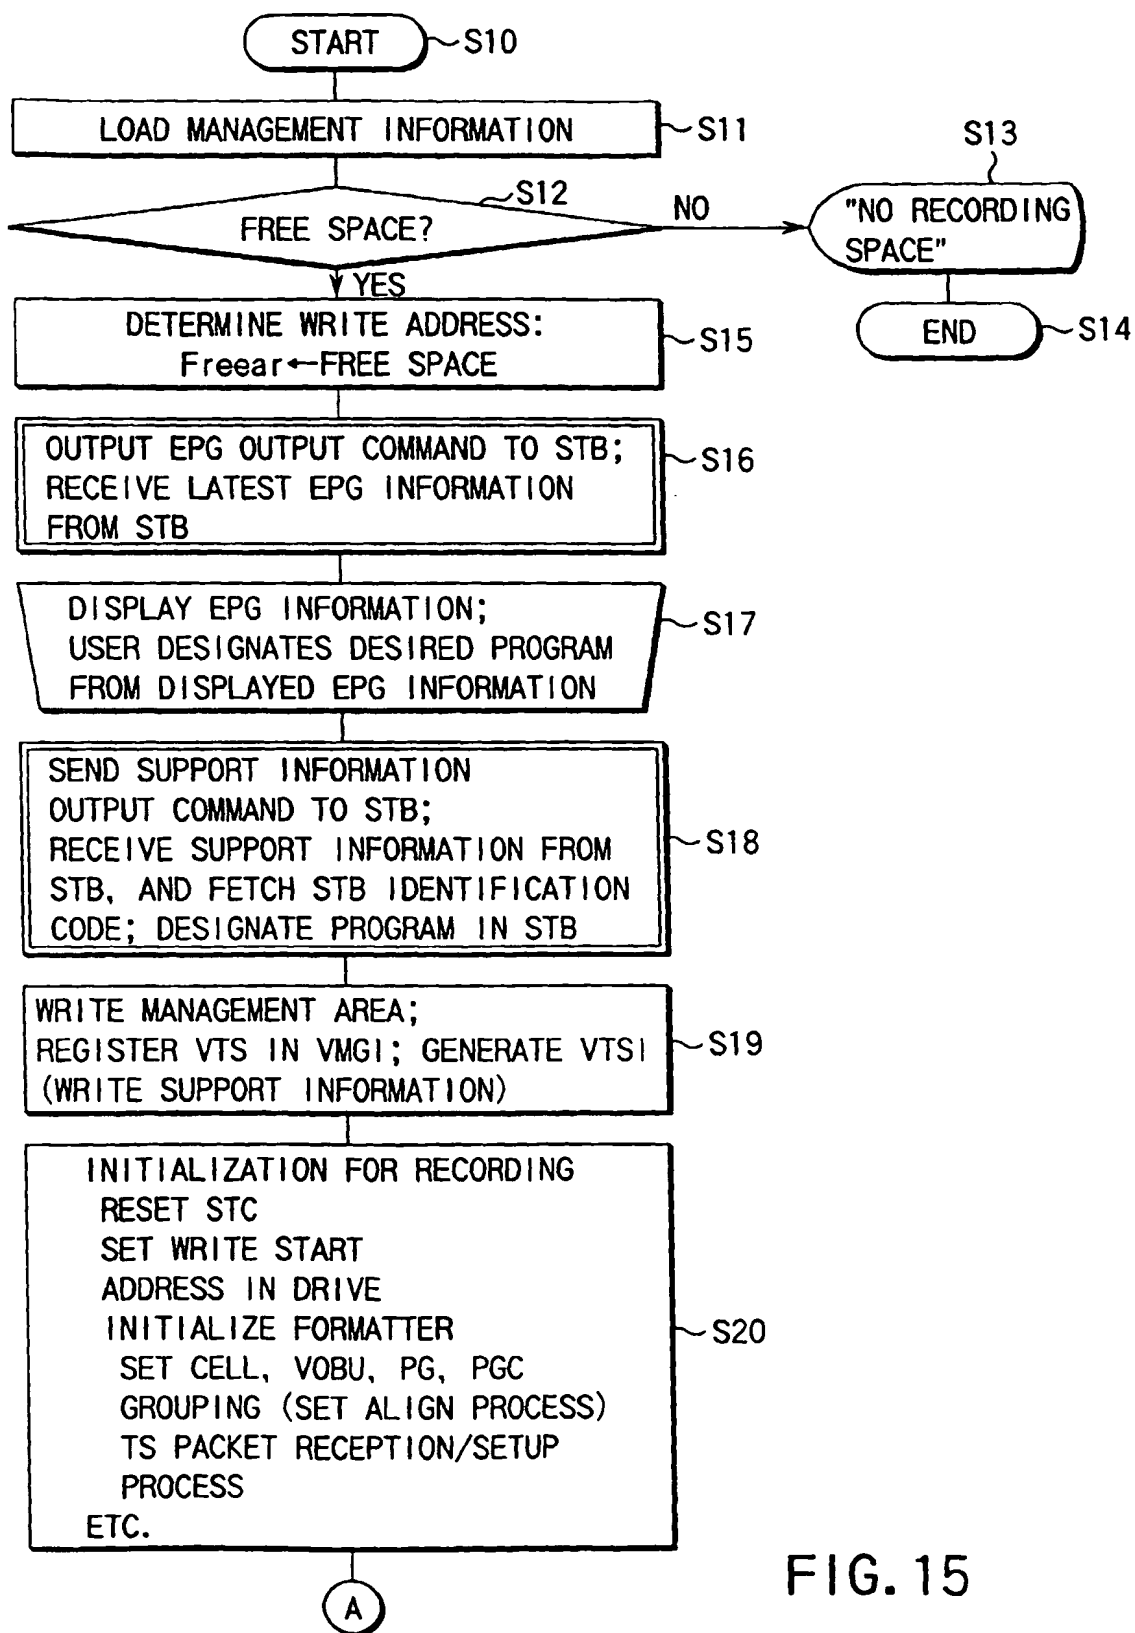 START
S10
LOAD MANAGEMENT INFORMATION
S11
S12
FREE SPACE?
NO
S13
"NO RECORDING
SPACE"
END
S14
YES
DETERMINE WRITE ADDRESS:
Freear←FREE SPACE
S15
OUTPUT EPG OUTPUT COMMAND TO STB;
RECEIVE LATEST EPG INFORMATION
FROM STB
S16
DISPLAY EPG INFORMATION;
USER DESIGNATES DESIRED PROGRAM
FROM DISPLAYED EPG INFORMATION
S17
SEND SUPPORT INFORMATION
OUTPUT COMMAND TO STB;
RECEIVE SUPPORT INFORMATION FROM
STB, AND FETCH STB IDENTIFICATION
CODE; DESIGNATE PROGRAM IN STB
S18
WRITE MANAGEMENT AREA;
REGISTER VTS IN VMGI; GENERATE VTSI
(WRITE SUPPORT INFORMATION)
S19
INITIALIZATION FOR RECORDING
RESET STC
SET WRITE START
ADDRESS IN DRIVE
INITIALIZE FORMATTER
SET CELL, VOBU, PG, PGC
GROUPING (SET ALIGN PROCESS)
TS PACKET RECEPTION/SETUP
PROCESS
ETC.
S20
A
FIG. 15